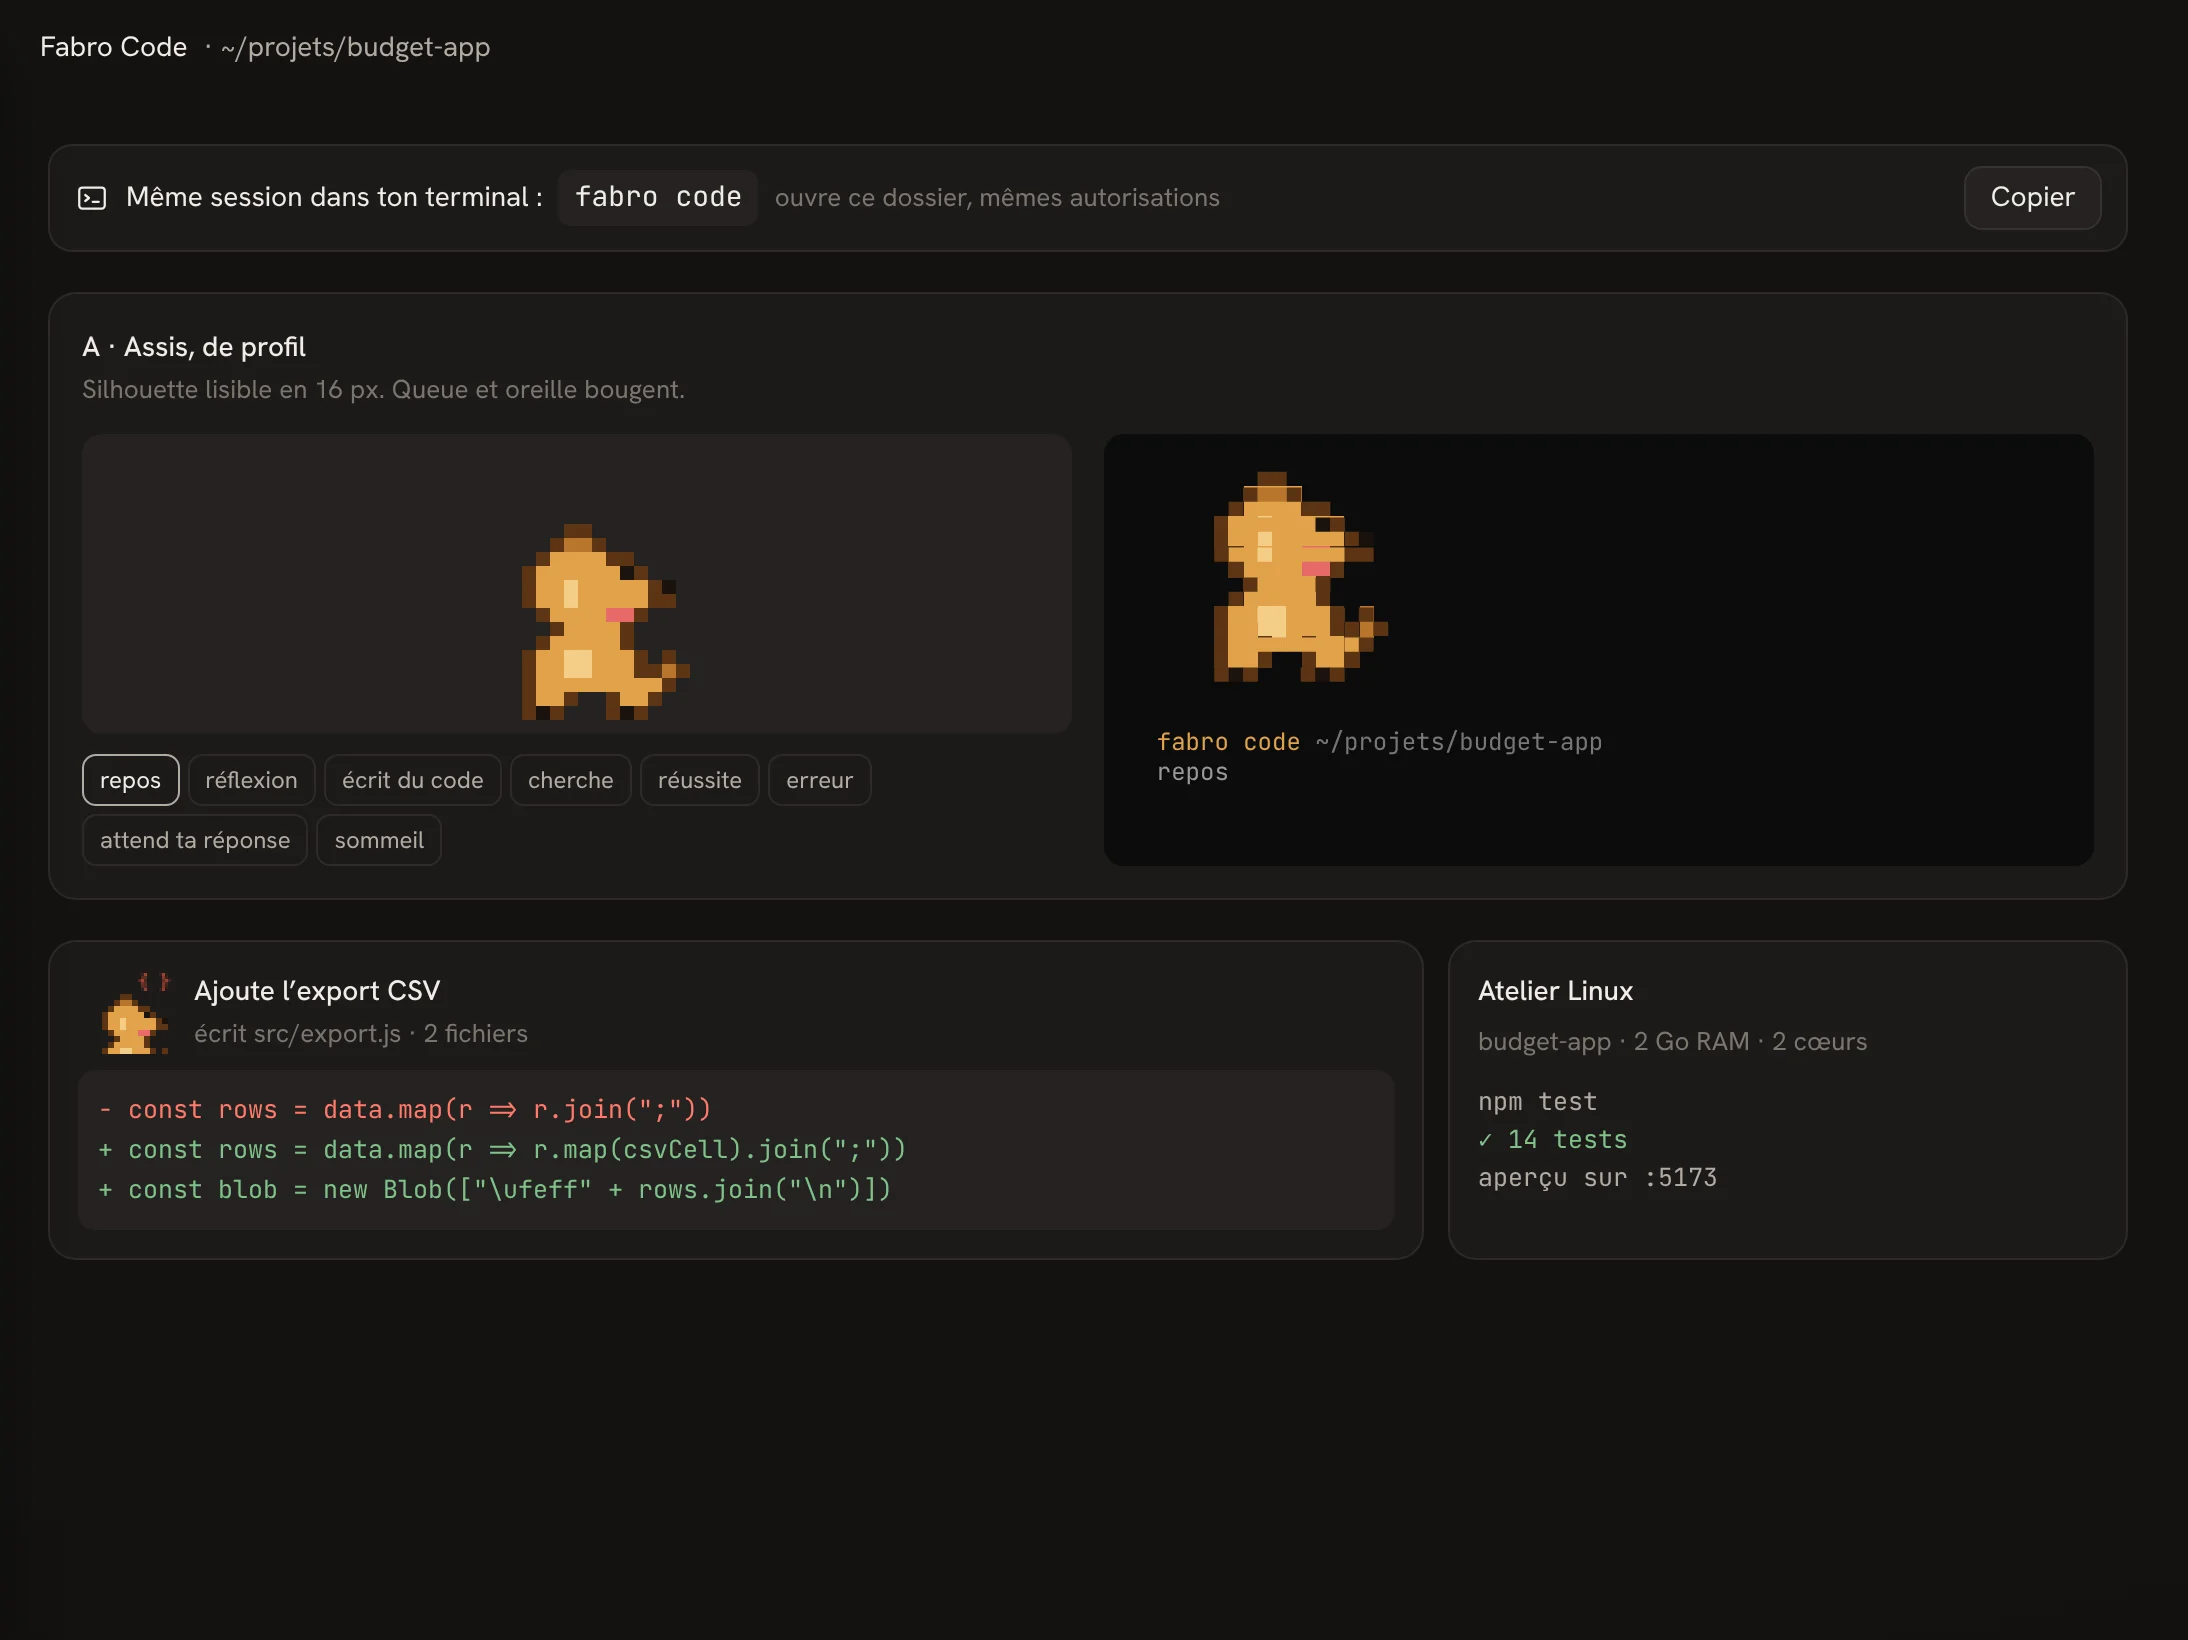 Fabro Code · ~/projets/budget-app
Même session dans ton terminal : fabro code ouvre ce dossier, mêmes autorisations
Copier
A · Assis, de profil
Silhouette lisible en 16 px. Queue et oreille bougent.
repos
réflexion
écrit du code
cherche
réussite
erreur
attend ta réponse
sommeil
fabro code ~/projets/budget-app
repos
{ }
Ajoute l’export CSV
écrit src/export.js · 2 fichiers
- const rows = data.map(r => r.join(";"))
+ const rows = data.map(r => r.map(csvCell).join(";"))
+ const blob = new Blob(["\ufeff" + rows.join("\n")])
Atelier Linux
budget-app · 2 Go RAM · 2 cœurs
npm test
✓ 14 tests
aperçu sur :5173